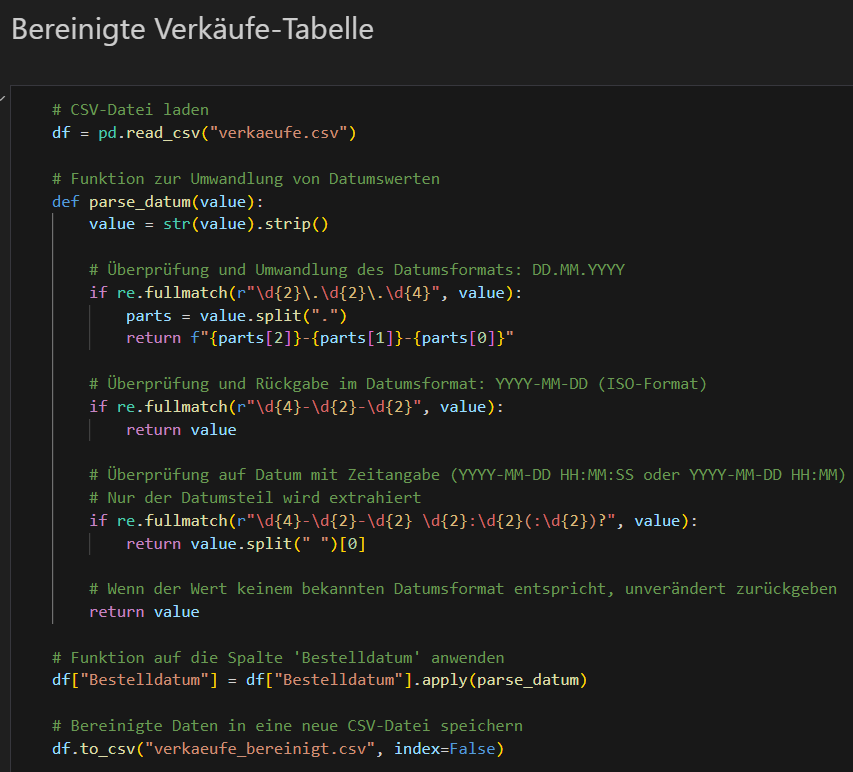 Bereinigte Verkäufe-Tabelle
# CSV-Datei laden
df = pd.read_csv("verkaeufe.csv")
# Funktion zur Umwandlung von Datumswerten
def parse_datum(value):
value = str(value).strip()
# Überprüfung und Umwandlung des Datumsformats: DD.MM.YYYY
if re.fullmatch(r"\d{2}\.\d{2}\.\d{4}", value):
parts = value.split(".")
return f"{parts[2]}-{parts[1]}-{parts[0]}"
# Überprüfung und Rückgabe im Datumsformat: YYYY-MM-DD (ISO-Format)
if re.fullmatch(r"\d{4}-\d{2}-\d{2}", value):
return value
# Überprüfung auf Datum mit Zeitangabe (YYYY-MM-DD HH:MM:SS oder YYYY-MM-DD HH:MM)
# Nur der Datumsteil wird extrahiert
if re.fullmatch(r"\d{4}-\d{2}-\d{2} \d{2}:\d{2}(:\d{2})?", value):
return value.split(" ")[0]
# Wenn der Wert keinem bekannten Datumsformat entspricht, unverändert zurückgeben
return value
# Funktion auf die Spalte 'Bestelldatum' anwenden
df["Bestelldatum"] = df["Bestelldatum"].apply(parse_datum)
# Bereinigte Daten in eine neue CSV-Datei speichern
df.to_csv("verkaeufe_bereinigt.csv", index=False)